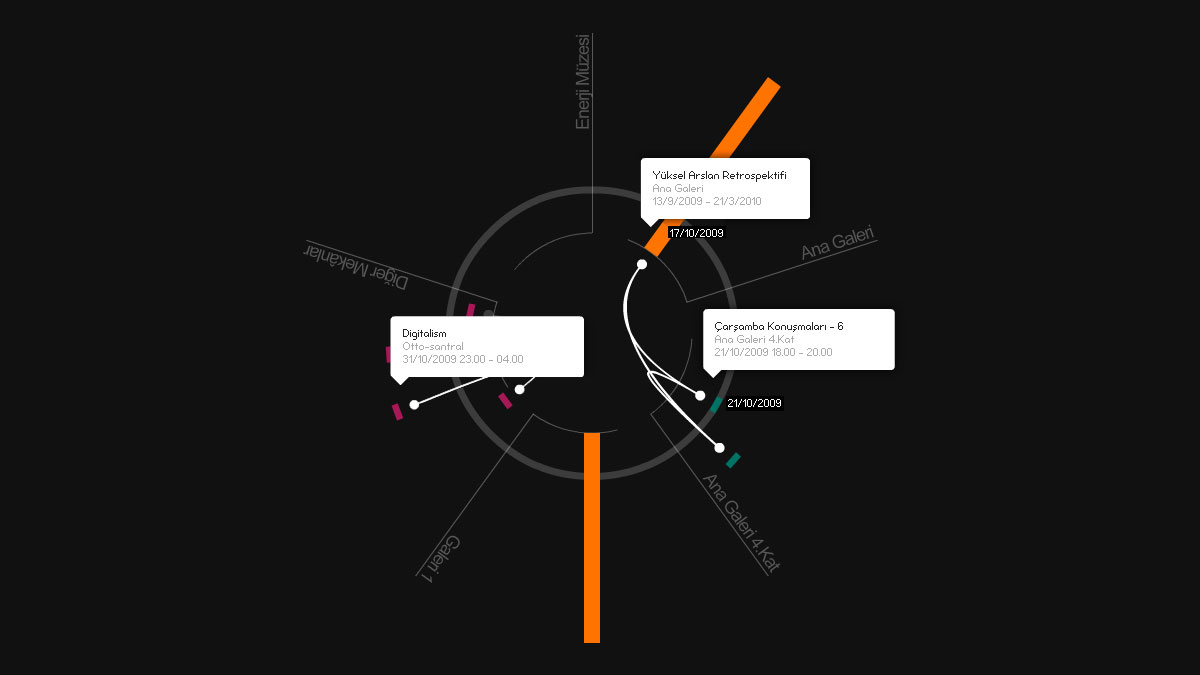 Enerji Müzesi
Yüksel Arslan Retrospektifi
Ana Galeri
13/9/2009 - 21/3/2010
17/10/2009
Ana Galeri
Diğer Mekânlar
Digitalism
Otto-santral
31/10/2009 23.00 - 04.00
Çarşamba Konuşmaları - 6
Ana Galeri 4.Kat
21/10/2009 18.00 - 20.00
21/10/2009
Ana Galeri 4.Kat
Galeri 1